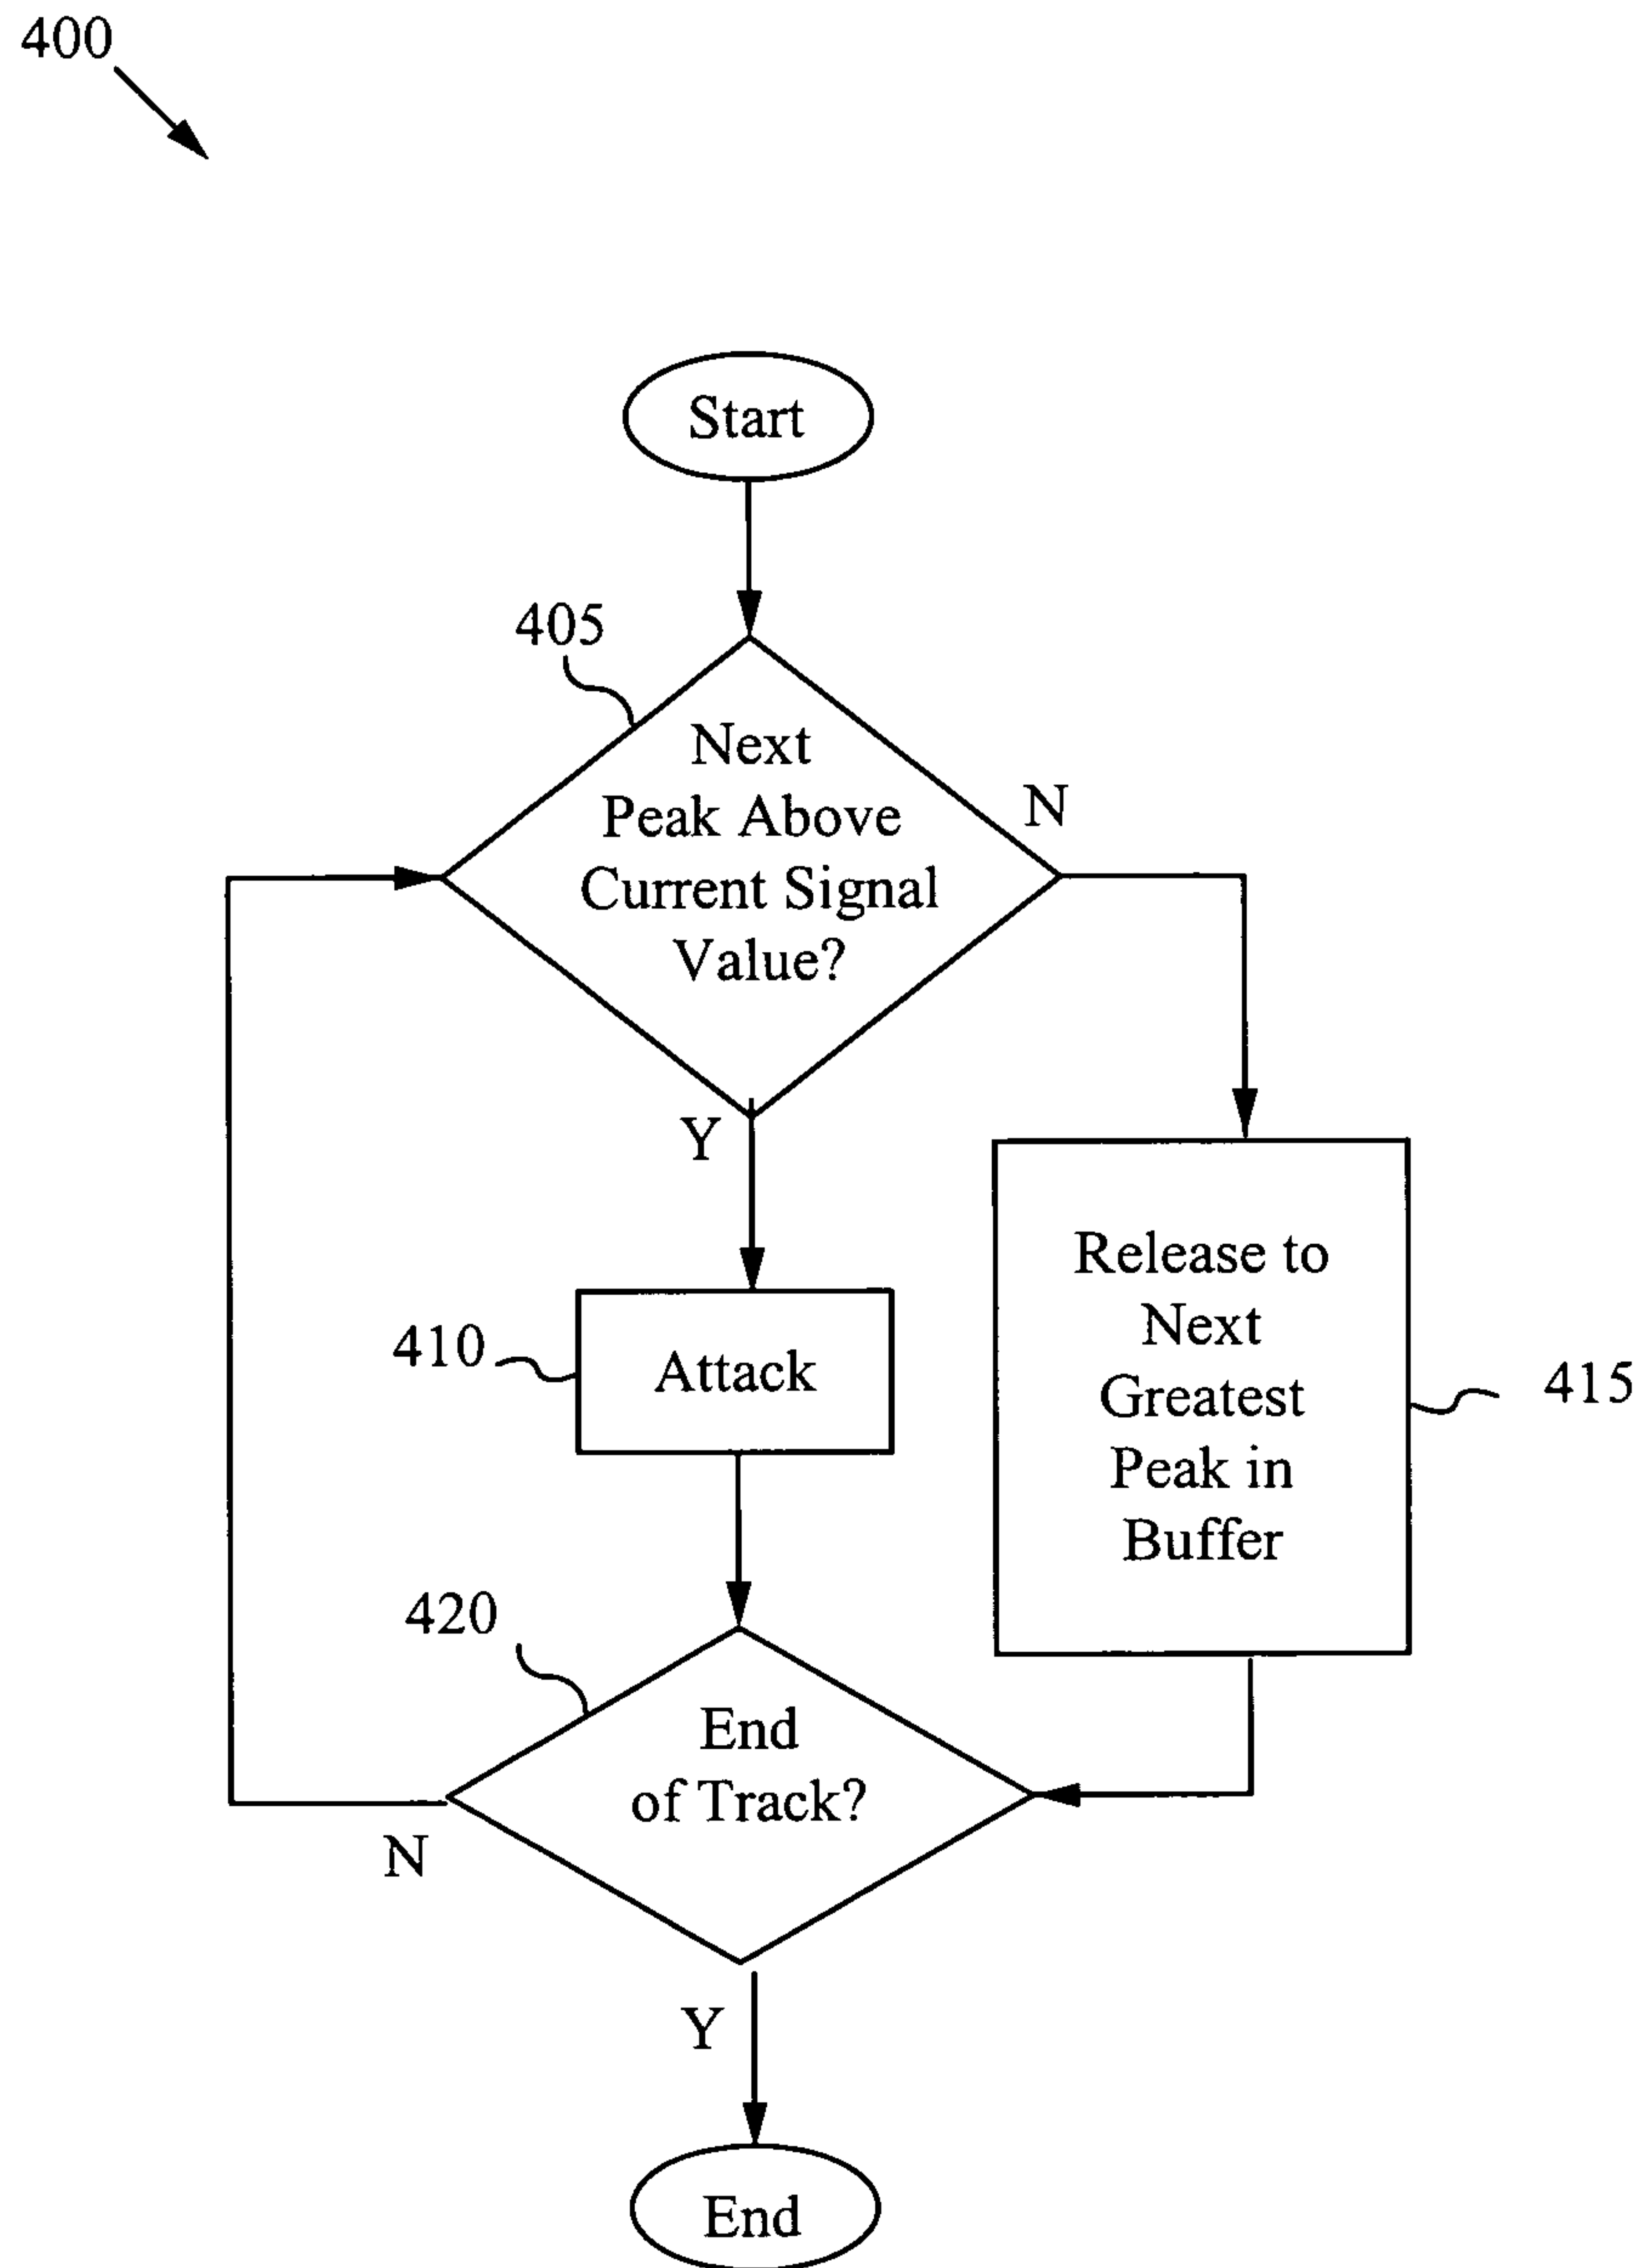 400
Start
405
Next
Peak Above
Current Signal
Value?
N
Y
410
Attack
Release to
Next
Greatest
Peak in
Buffer
415
420
End
of Track?
N
Y
End